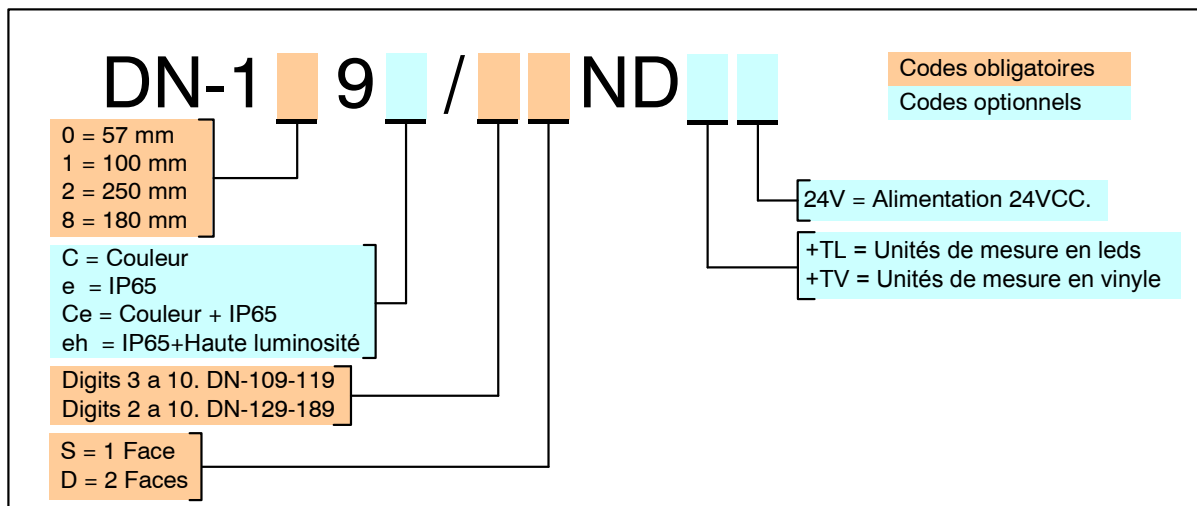 DN-1 9 / ND
Codes obligatoires
Codes optionnels
0 = 57 mm
1 = 100 mm
2 = 250 mm
8 = 180 mm
24V = Alimentation 24VCC.
+TL = Unités de mesure en leds
+TV = Unités de mesure en vinyle
C = Couleur
e = IP65
Ce = Couleur + IP65
eh = IP65+Haute luminosité
Digits 3 a 10. DN-109-119
Digits 2 a 10. DN-129-189
S = 1 Face
D = 2 Faces